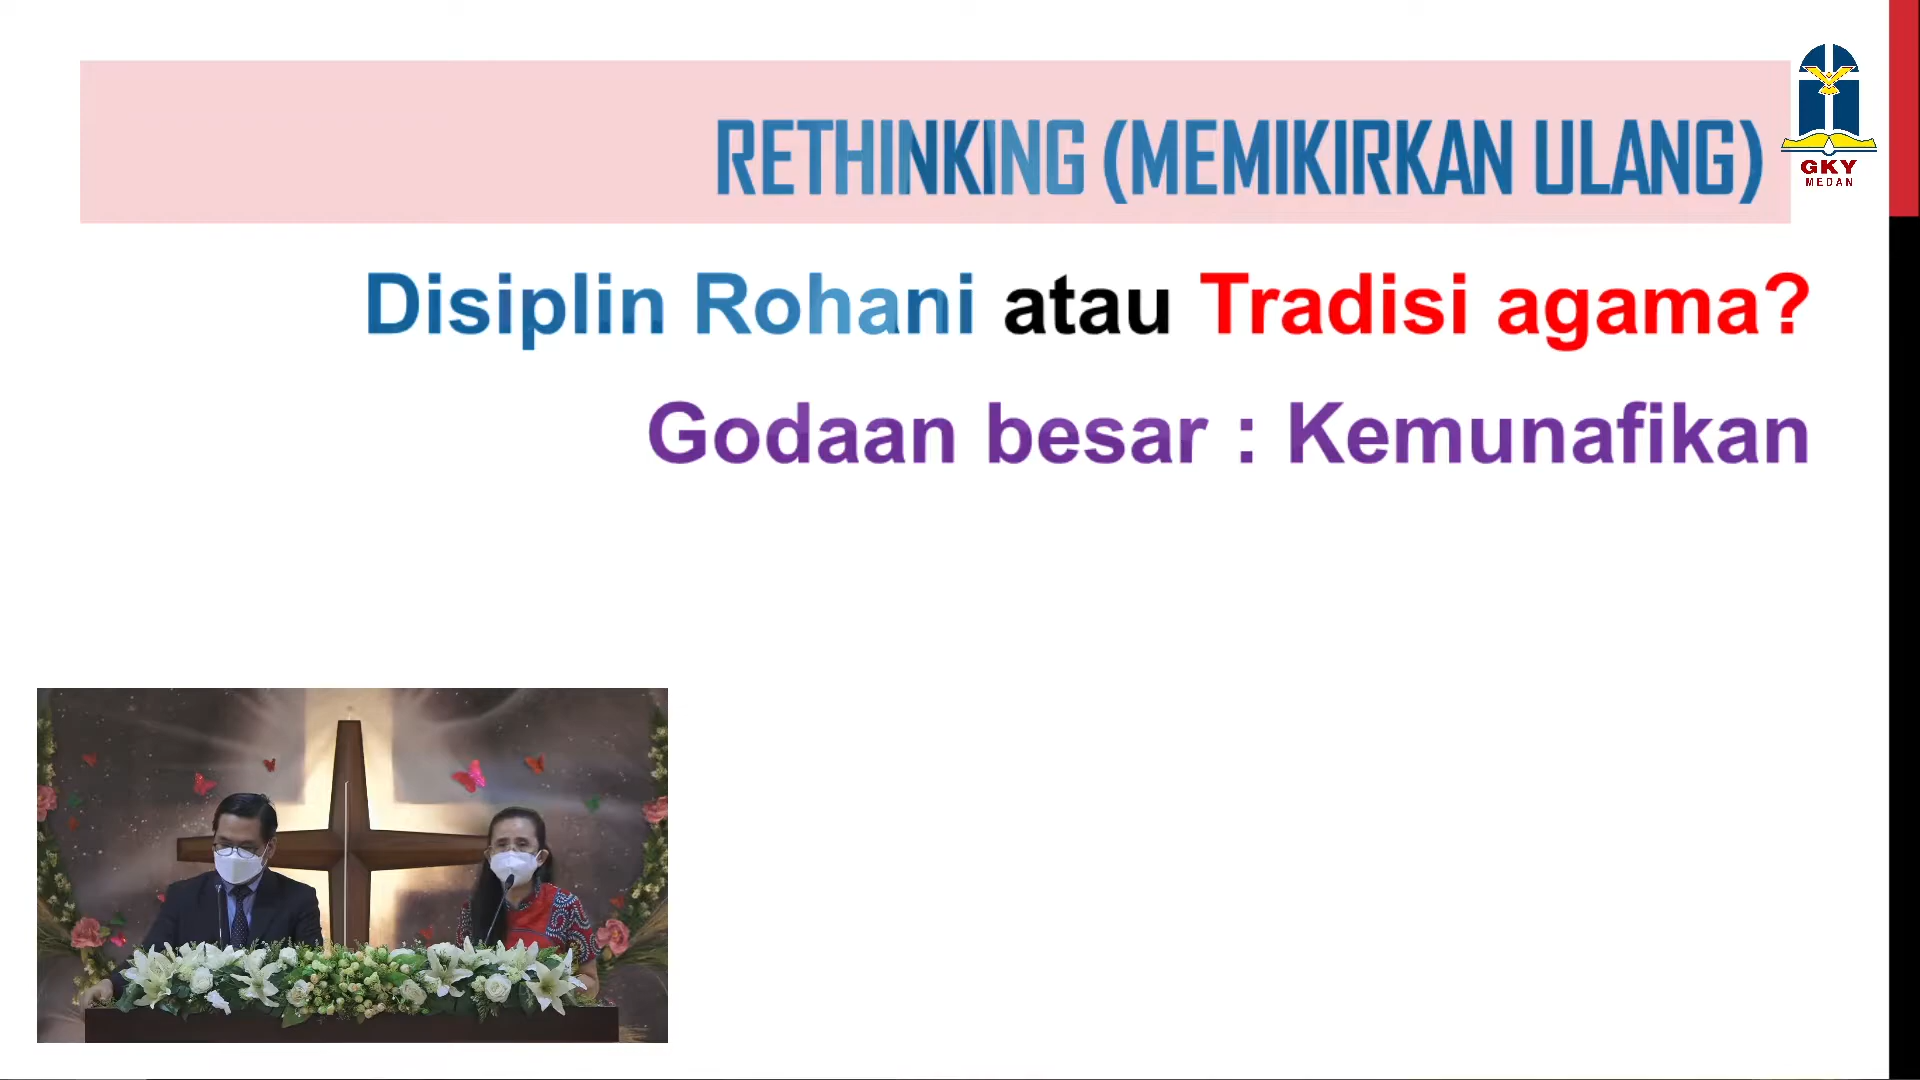 RETHINKING (MEMIKIRKAN ULANG)
GKY
MEDAN
Disiplin Rohani atau Tradisi agama?
Godaan besar : Kemunafikan